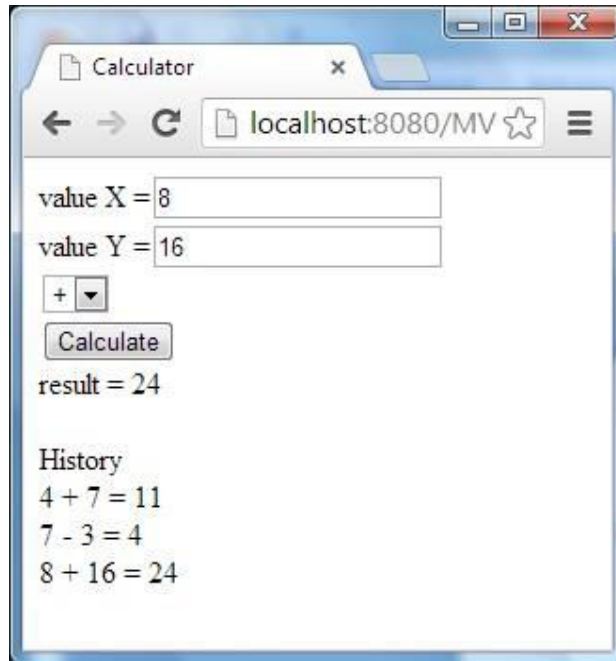 Calculator
localhost:8080/MV
value X = 8
value Y = 16
+
Calculate
result = 24
History
4 + 7 = 11
7 - 3 = 4
8 + 16 = 24